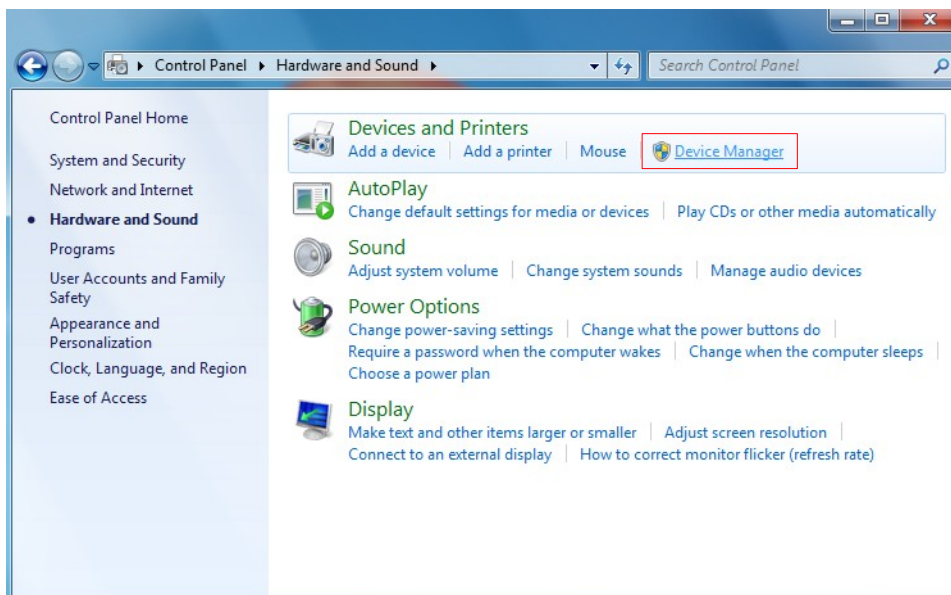 Control Panel Hardware and Sound
Search Control Panel
Control Panel Home
System and Security
Network and Internet
Hardware and Sound
Programs
User Accounts and Family
Safety
Appearance and
Personalization
Clock, Language, and Region
Ease of Access
Devices and Printers
Add a device Add a printer Mouse Device Manager
AutoPlay
Change default settings for media or devices Play CDs or other media automatically
Sound
Adjust system volume Change system sounds Manage audio devices
Power Options
Change power-saving settings Change what the power buttons do
Require a password when the computer wakes Change when the computer sleeps
Choose a power plan
Display
Make text and other items larger or smaller Adjust screen resolution
Connect to an external display How to correct monitor flicker (refresh rate)